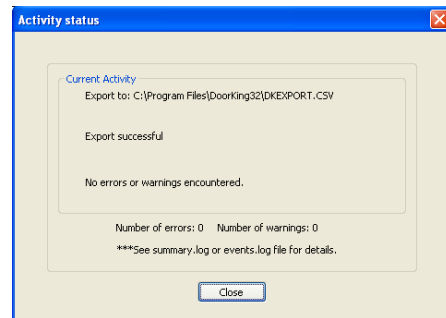 Activity status
Current Activity
Export to: C:\Program Files\DoorKing32\DKEXPORT.CSV
Export successful
No errors or warnings encountered.
Number of errors: 0 Number of warnings: 0
***See summary.log or events.log file for details.
Close